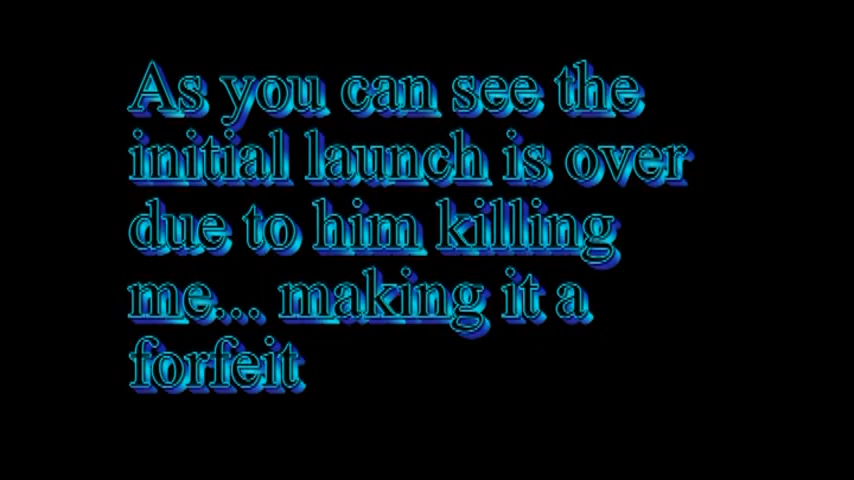 As you can see the
initial launch is over
due to him killing
me... making it a
forfeit